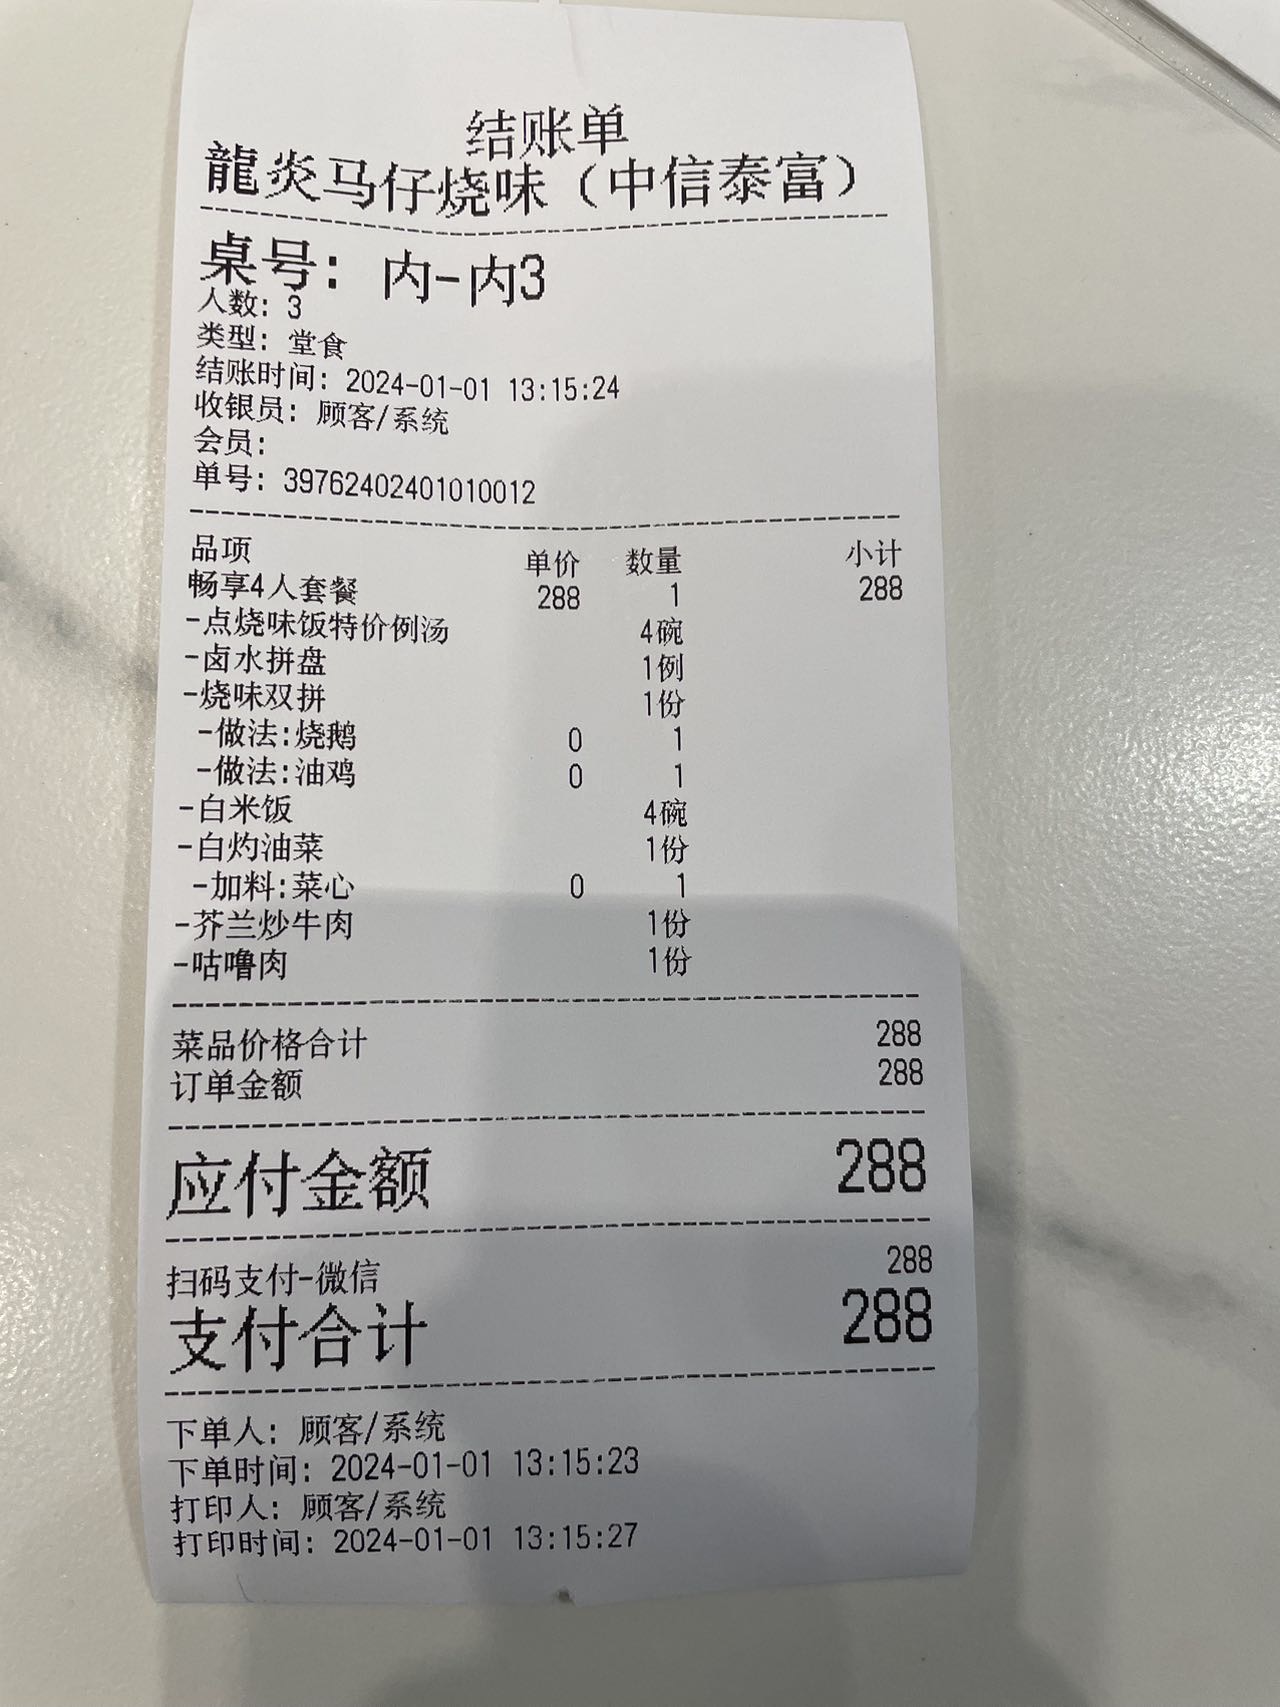 结账单
龍炎马仔烧味（中信泰富）
桌号：内-内3
人数：3
类型：堂食
结账时间：2024-01-01 13:15:24
收银员：顾客/系统
会员：
单号：39762402401010012
品项 单价 数量 小计
畅享4人套餐 288 1 288
-点烧味饭特价例汤 4碗
-卤水拼盘 1例
-烧味双拼 1份
-做法:烧鹅 0 1
-做法:油鸡 0 1
-白米饭 4碗
-白灼油菜 1份
-加料:菜心 0 1
-芥兰炒牛肉 1份
-咕噜肉 1份
菜品价格合计 288
订单金额 288
应付金额 288
扫码支付-微信 288
支付合计 288
下单人：顾客/系统
下单时间：2024-01-01 13:15:23
打印人：顾客/系统
打印时间：2024-01-01 13:15:27